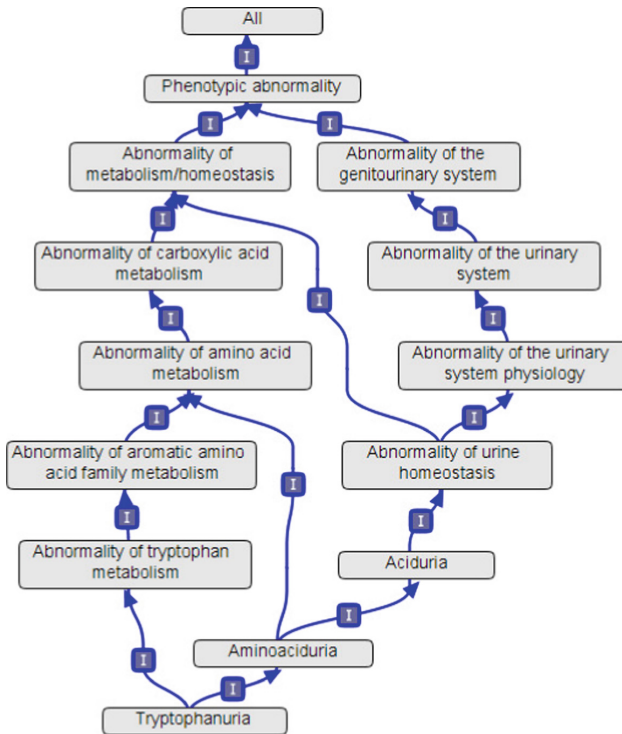 All
I
Phenotypic abnormality
I
I
Abnormality of
metabolism/homeostasis
Abnormality of the
genitourinary system
I
I
Abnormality of carboxylic acid
metabolism
Abnormality of the urinary
system
I
I
I
Abnormality of amino acid
metabolism
Abnormality of the urinary
system physiology
I
I
Abnormality of aromatic amino
acid family metabolism
Abnormality of urine
homeostasis
I
I
I
Abnormality of tryptophan
metabolism
Aciduria
I
Aminoaciduria
I
I
Tryptophanuria